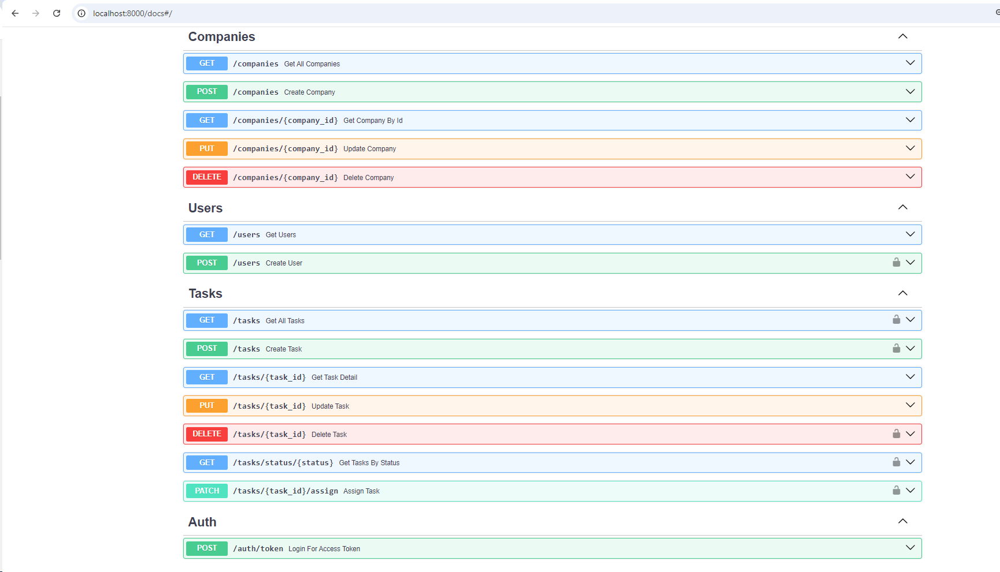 localhost:8000/docs#/
Companies
GET /companies Get All Companies
POST /companies Create Company
GET /companies/{company_id} Get Company By Id
PUT /companies/{company_id} Update Company
DELETE /companies/{company_id} Delete Company
Users
GET /users Get Users
POST /users Create User
Tasks
GET /tasks Get All Tasks
POST /tasks Create Task
GET /tasks/{task_id} Get Task Detail
PUT /tasks/{task_id} Update Task
DELETE /tasks/{task_id} Delete Task
GET /tasks/status/{status} Get Tasks By Status
PATCH /tasks/{task_id}/assign Assign Task
Auth
POST /auth/token Login For Access Token